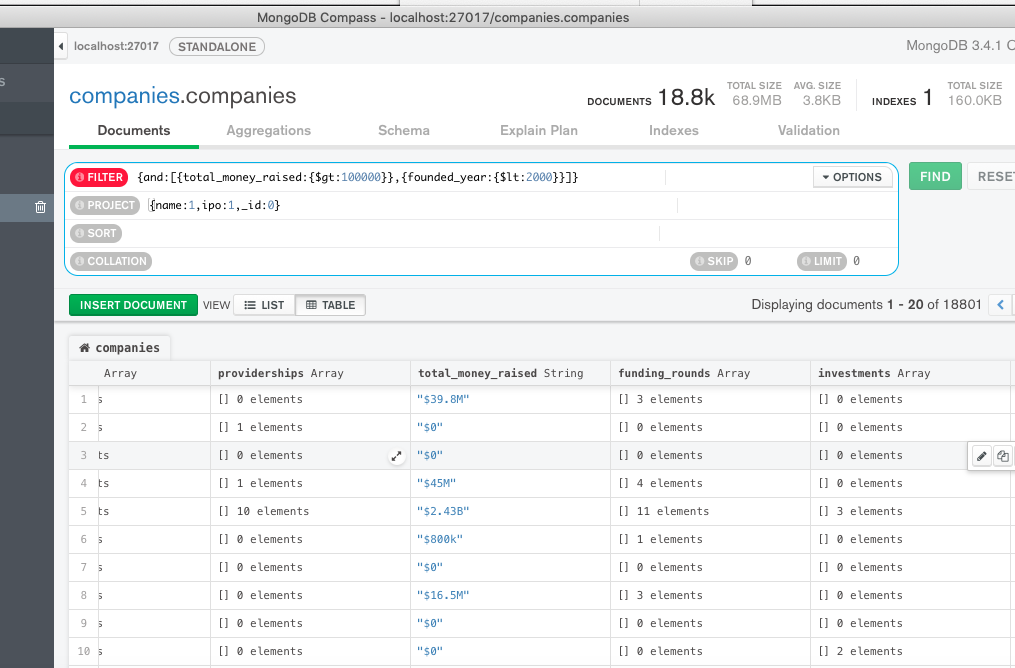 MongoDB Compass - localhost:27017/companies.companies
localhost:27017 STANDALONE MongoDB 3.4.1 C
S
companies.companies DOCUMENTS 18.8k TOTAL SIZE 68.9MB AVG. SIZE 3.8KB INDEXES 1 TOTAL SIZE 160.0KB
Documents Aggregations Schema Explain Plan Indexes Validation
FILTER {and:[{total_money_raised:{$gt:100000}},{founded_year:{$lt:2000}}]} OPTIONS FIND RESET
PROJECT {name:1,ipo:1,_id:0}
SORT
COLLATION SKIP 0 LIMIT 0
INSERT DOCUMENT VIEW LIST TABLE Displaying documents 1 - 20 of 18801
companies
Array providerships Array total_money_raised String funding_rounds Array investments Array
1 s [] 0 elements "$39.8M" [] 3 elements [] 0 elements
2 s [] 1 elements "$0" [] 0 elements [] 0 elements
3 ts [] 0 elements "$0" [] 0 elements [] 0 elements
4 ts [] 1 elements "$45M" [] 4 elements [] 0 elements
5 ts [] 10 elements "$2.43B" [] 11 elements [] 3 elements
6 s [] 0 elements "$800k" [] 1 elements [] 0 elements
7 s [] 0 elements "$0" [] 0 elements [] 0 elements
8 s [] 0 elements "$16.5M" [] 3 elements [] 0 elements
9 s [] 0 elements "$0" [] 0 elements [] 0 elements
10 s [] 0 elements "$0" [] 0 elements [] 2 elements